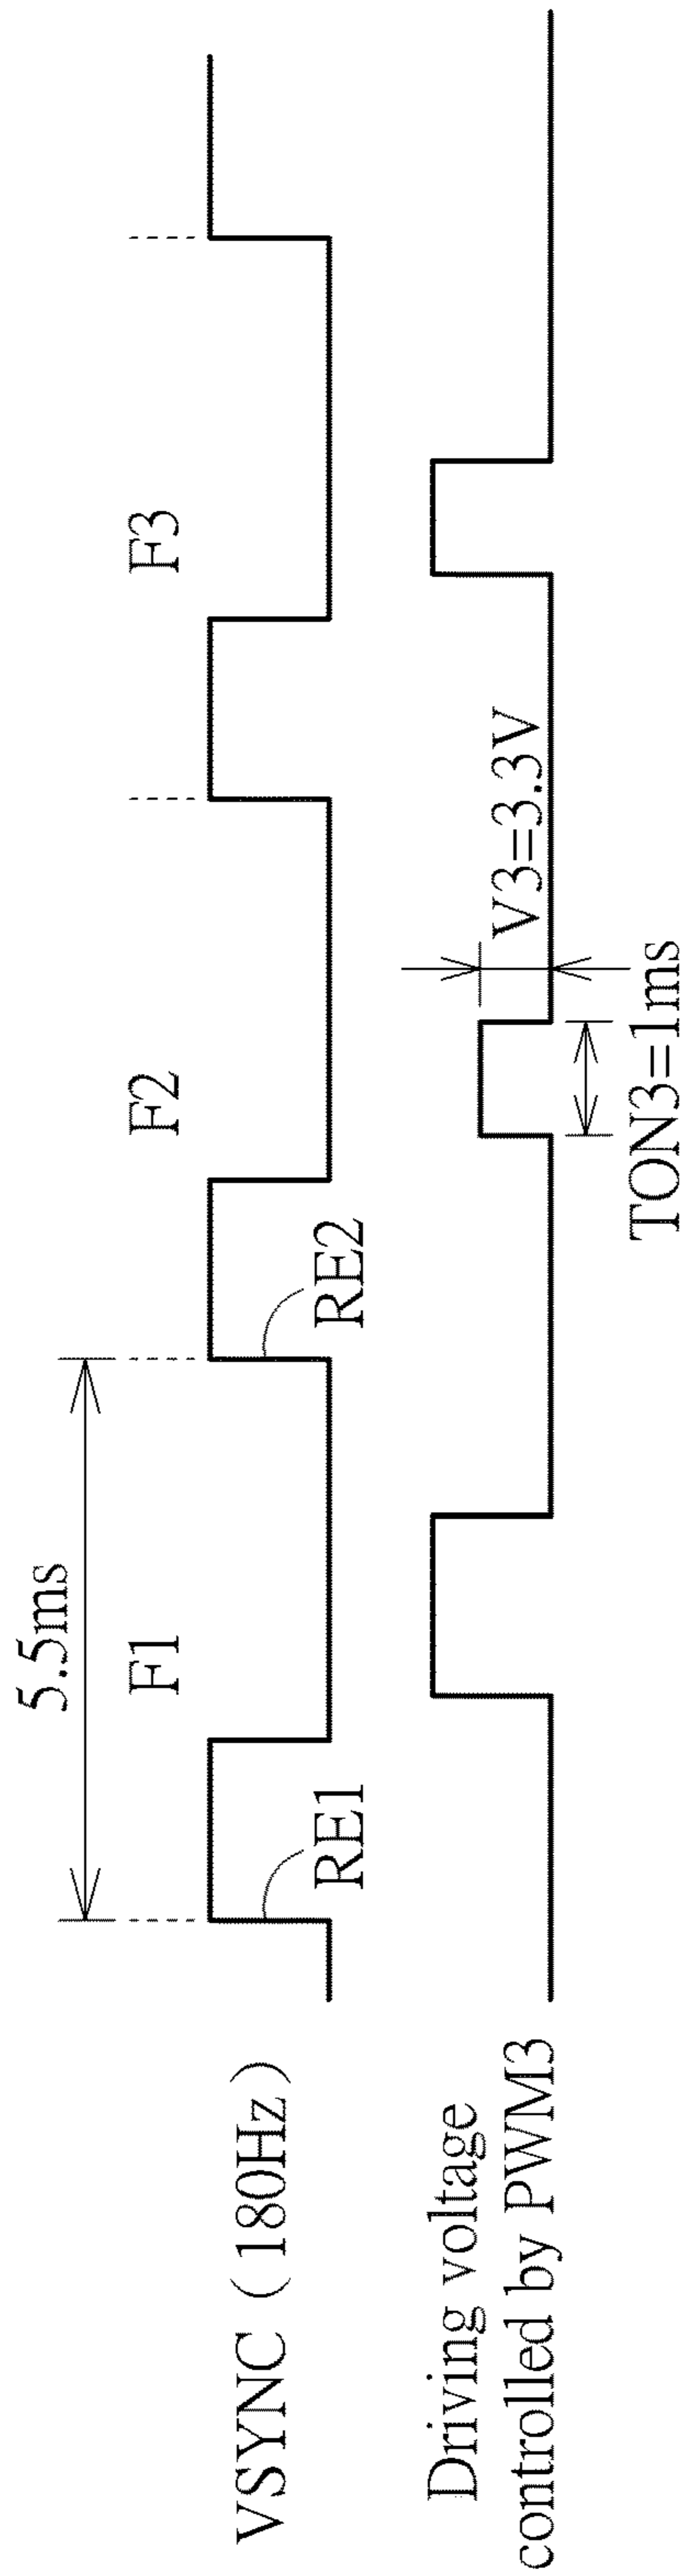 5.5ms
F1
F2
F3
VSYNC (180Hz)
RE1
RE2
Driving voltage
controlled by PWM3
V3=3.3V
TON3=1ms